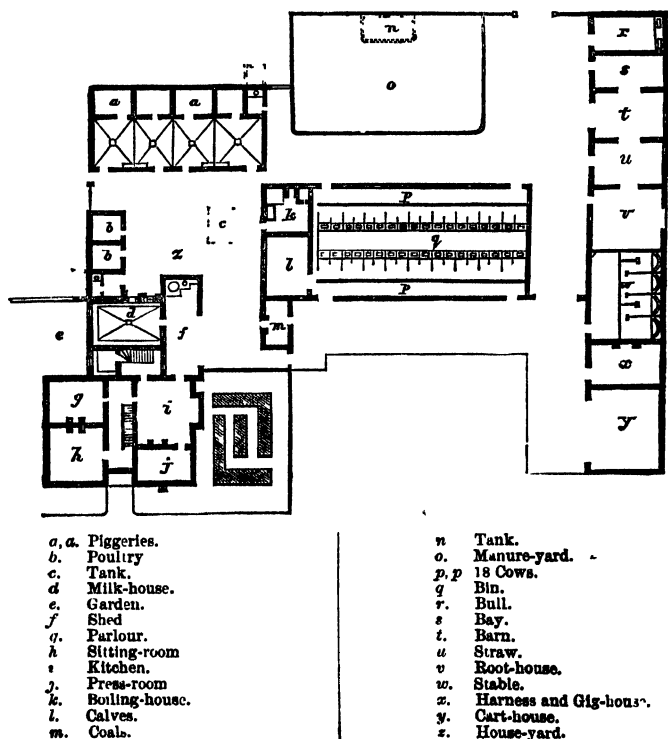 n
r
a
a
o
s
t
u
b
c
k
p
v
b
z
q
l
w
p
d
m
e
f
x
g
i
y
h
j
a, a. Piggeries.
b. Poultry
c. Tank.
d Milk-house.
e. Garden.
f Shed
g. Parlour.
h Sitting-room
i Kitchen.
j. Press-room
k. Boiling-house.
l. Calves.
m. Coals.
n Tank.
o. Manure-yard.
p, p 18 Cows.
q Bin.
r. Bull.
s Bay.
t. Barn.
u Straw.
v Root-house.
w. Stable.
x. Harness and Gig-house.
y. Cart-house.
z. House-yard.